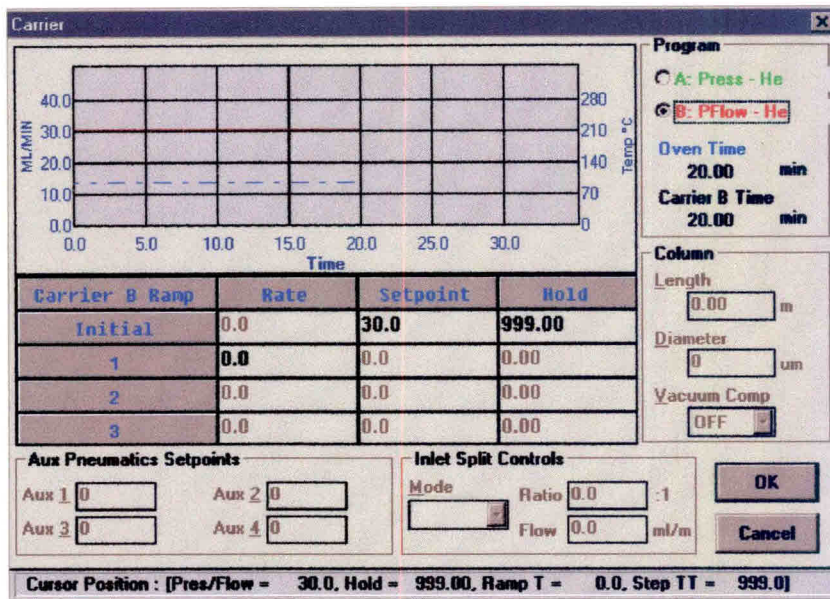 Carrier
ML/MIN
40.0
30.0
20.0
10.0
0.0
280
210
140
70
0
Temp °C
0.0 5.0 10.0 15.0 20.0 25.0 30.0
Time
Program
A: Press - He
B: PFlow - He
Oven Time
20.00 min
Carrier B Time
20.00 min
Carrier B Ramp Rate Setpoint Hold
Initial 0.0 30.0 999.00
1 0.0 0.0 0.00
2 0.0 0.0 0.00
3 0.0 0.0 0.00
Column
Length
0.00 m
Diameter
0 um
Vacuum Comp
OFF
Aux Pneumatics Setpoints
Aux 1 0 Aux 2 0
Aux 3 0 Aux 4 0
Inlet Split Controls
Mode
Ratio 0.0 :1
Flow 0.0 ml/m
OK
Cancel
Cursor Position : [Pres/Flow = 30.0, Hold = 999.00, Ramp T = 0.0, Step TT = 999.0]